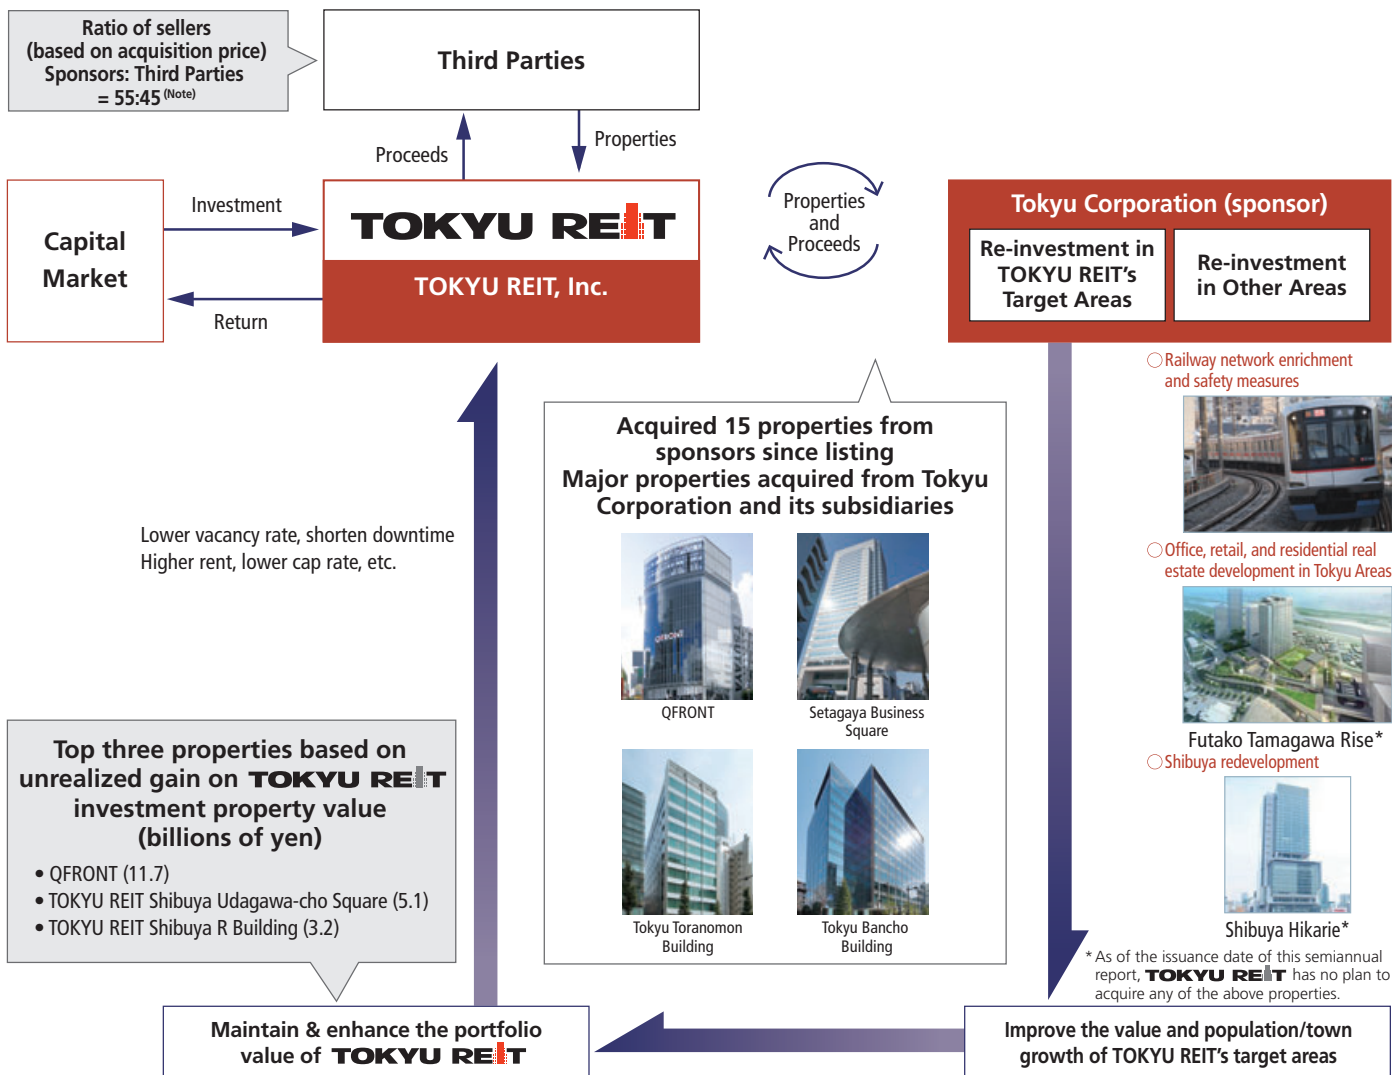 Ratio of sellers
(based on acquisition price)
Sponsors: Third Parties
= 55:45 (Note)
Third Parties
Proceeds
Properties
Capital
Market
Investment
Return
TOKYU REIT
TOKYU REIT, Inc.
Properties
and
Proceeds
Tokyu Corporation (sponsor)
Re-investment in
TOKYU REIT's
Target Areas
Re-investment
in Other Areas
○Railway network enrichment
and safety measures
○Office, retail, and residential real
estate development in Tokyu Areas
Futako Tamagawa Rise*
○Shibuya redevelopment
Shibuya Hikarie*
* As of the issuance date of this semiannual
report, TOKYU REIT has no plan to
acquire any of the above properties.
Acquired 15 properties from
sponsors since listing
Major properties acquired from Tokyu
Corporation and its subsidiaries
QFRONT
QFRONT
Setagaya Business
Square
Tokyu Toranomon
Building
Tokyu Bancho
Building
Lower vacancy rate, shorten downtime
Higher rent, lower cap rate, etc.
Top three properties based on
unrealized gain on TOKYU REIT
investment property value
(billions of yen)
• QFRONT (11.7)
• TOKYU REIT Shibuya Udagawa-cho Square (5.1)
• TOKYU REIT Shibuya R Building (3.2)
Maintain & enhance the portfolio
value of TOKYU REIT
Improve the value and population/town
growth of TOKYU REIT's target areas